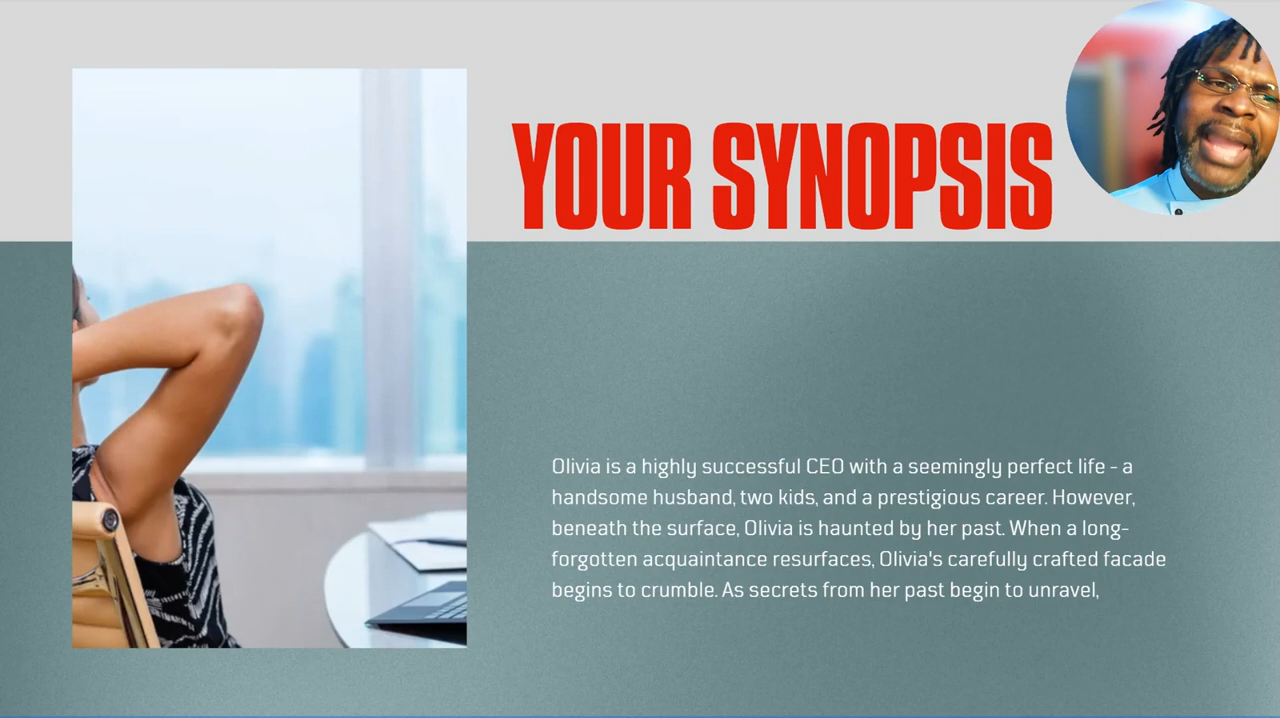 YOUR SYNOPSIS
Olivia is a highly successful CEO with a seemingly perfect life - a
handsome husband, two kids, and a prestigious career. However,
beneath the surface, Olivia is haunted by her past. When a long-
forgotten acquaintance resurfaces, Olivia's carefully crafted facade
begins to crumble. As secrets from her past begin to unravel,